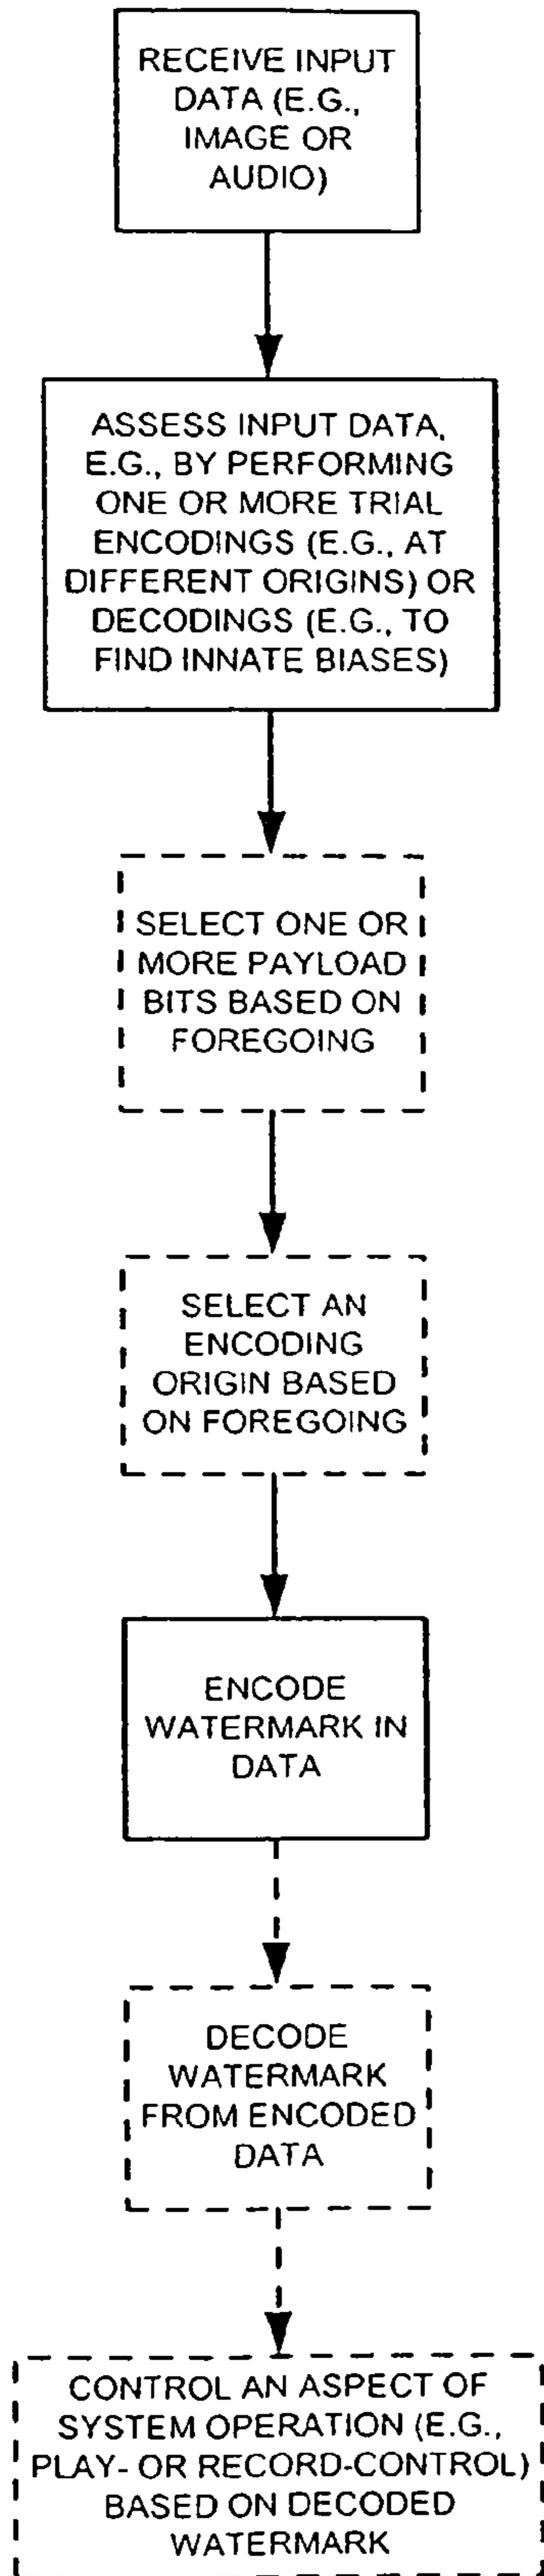 RECEIVE INPUT
DATA (E.G.,
IMAGE OR
AUDIO)
ASSESS INPUT DATA,
E.G., BY PERFORMING
ONE OR MORE TRIAL
ENCODINGS (E.G., AT
DIFFERENT ORIGINS) OR
DECODINGS (E.G., TO
FIND INNATE BIASES)
SELECT ONE OR
MORE PAYLOAD
BITS BASED ON
FOREGOING
SELECT AN
ENCODING
ORIGIN BASED
ON FOREGOING
ENCODE
WATERMARK IN
DATA
DECODE
WATERMARK
FROM ENCODED
DATA
CONTROL AN ASPECT OF
SYSTEM OPERATION (E.G.,
PLAY- OR RECORD-CONTROL)
BASED ON DECODED
WATERMARK